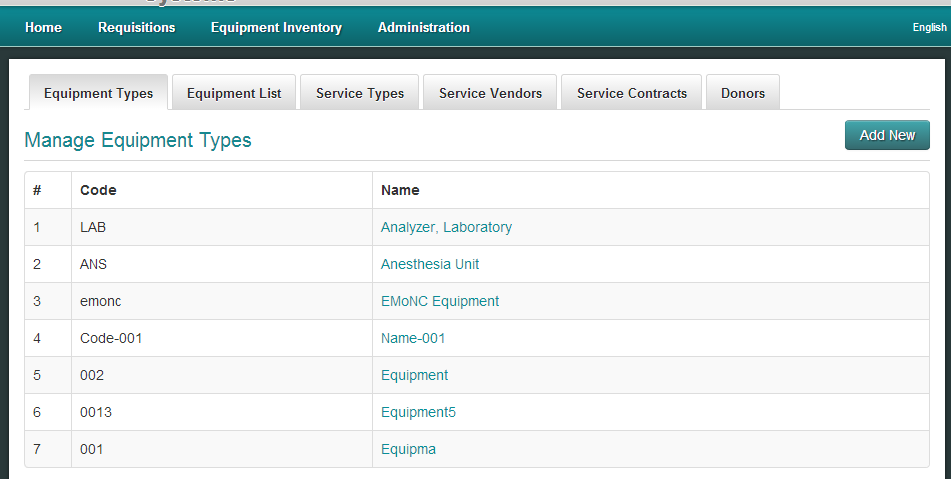 Home Requisitions Equipment Inventory Administration English
Equipment Types Equipment List Service Types Service Vendors Service Contracts Donors
Manage Equipment Types Add New
# Code Name
1 LAB Analyzer, Laboratory
2 ANS Anesthesia Unit
3 emonc EMoNC Equipment
4 Code-001 Name-001
5 002 Equipment
6 0013 Equipment5
7 001 Equipma